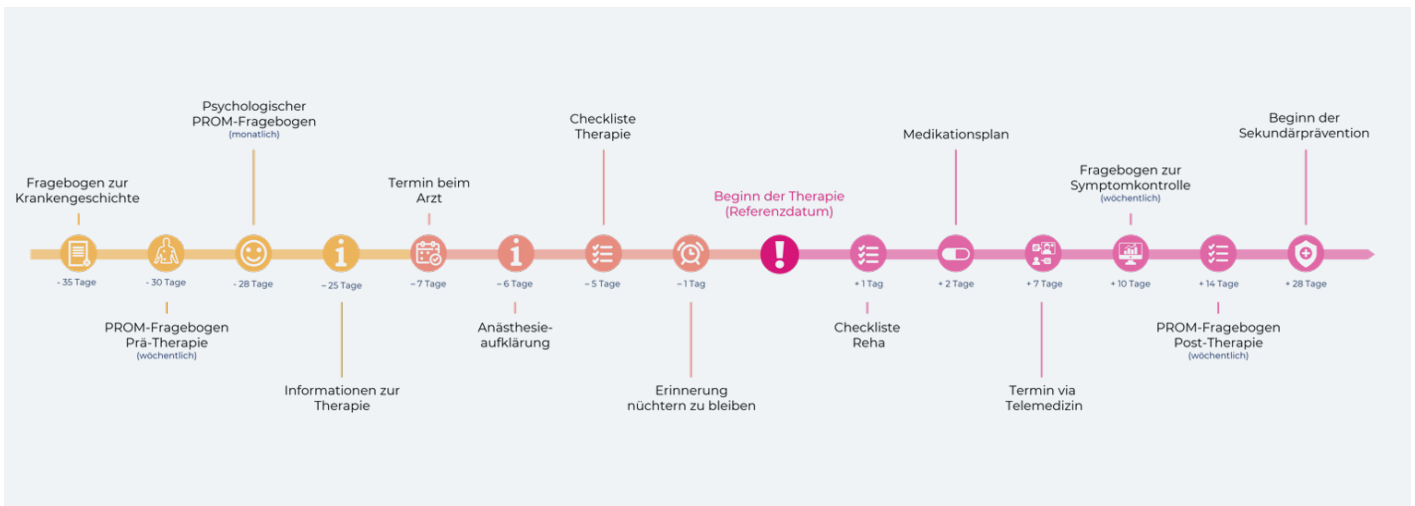 Fragebogen zur
Krankengeschichte
- 35 Tage
- 30 Tage
PROM-Fragebogen
Prä-Therapie
(wöchentlich)
Psychologischer
PROM-Fragebogen
(monatlich)
- 28 Tage
– 25 Tage
Informationen zur
Therapie
Termin beim
Arzt
– 7 Tage
– 6 Tage
Anästhesie-
aufklärung
Checkliste
Therapie
– 5 Tage
– 1 Tag
Erinnerung
nüchtern zu bleiben
Beginn der Therapie
(Referenzdatum)
+ 1 Tag
Checkliste
Reha
Medikationsplan
+ 2 Tage
+ 7 Tage
Termin via
Telemedizin
Fragebogen zur
Symptomkontrolle
(wöchentlich)
+ 10 Tage
+ 14 Tage
PROM-Fragebogen
Post-Therapie
(wöchentlich)
Beginn der
Sekundärprävention
+ 28 Tage